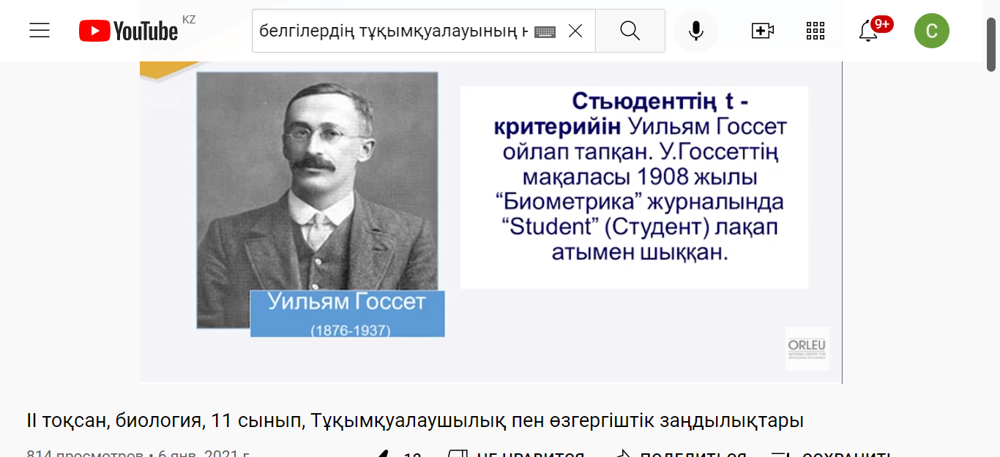 YouTube KZ
белгілердің тұқымқуалауының
9+
C
Стьюденттің t -
критерийін Уильям Госсет
ойлап тапқан. У.Госсеттің
мақаласы 1908 жылы
“Биометрика” журналында
“Student” (Студент) лақап
атымен шыққан.
Уильям Госсет
(1876-1937)
ORLEU
II тоқсан, биология, 11 сынып, Тұқымқуалаушылық пен өзгергіштік заңдылықтары
814 просмотров • 6 янв. 2021 г.
12 НЕ НРАВИТСЯ ПОДЕЛИТЬСЯ СОХРАНИТЬ